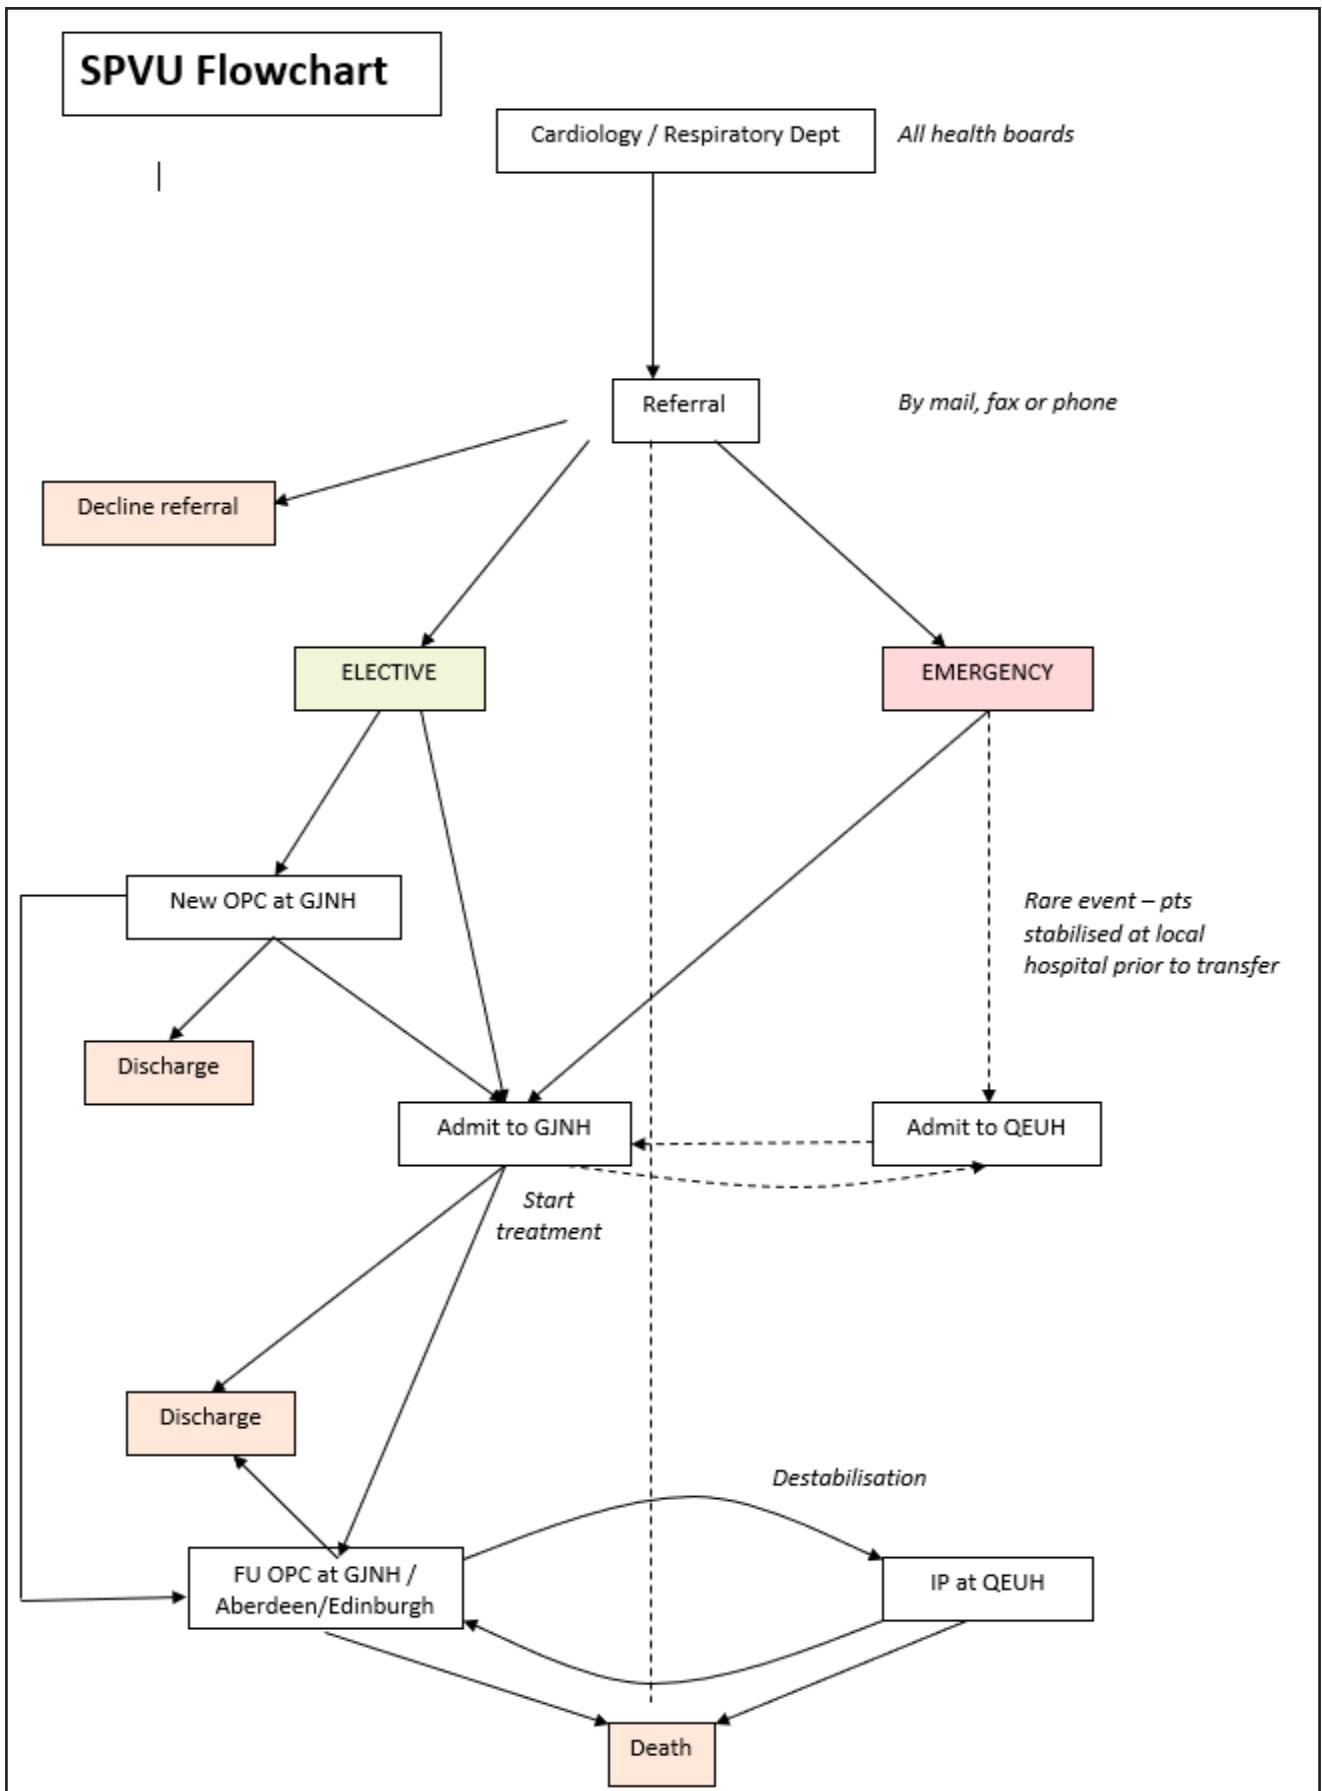 SPVU Flowchart
Cardiology / Respiratory Dept
All health boards
Referral
By mail, fax or phone
Decline referral
ELECTIVE
EMERGENCY
New OPC at GJNH
Rare event – pts
stabilised at local
hospital prior to transfer
Discharge
Admit to GJNH
Admit to QEUH
Start
treatment
Discharge
Destabilisation
FU OPC at GJNH /
Aberdeen/Edinburgh
IP at QEUH
Death